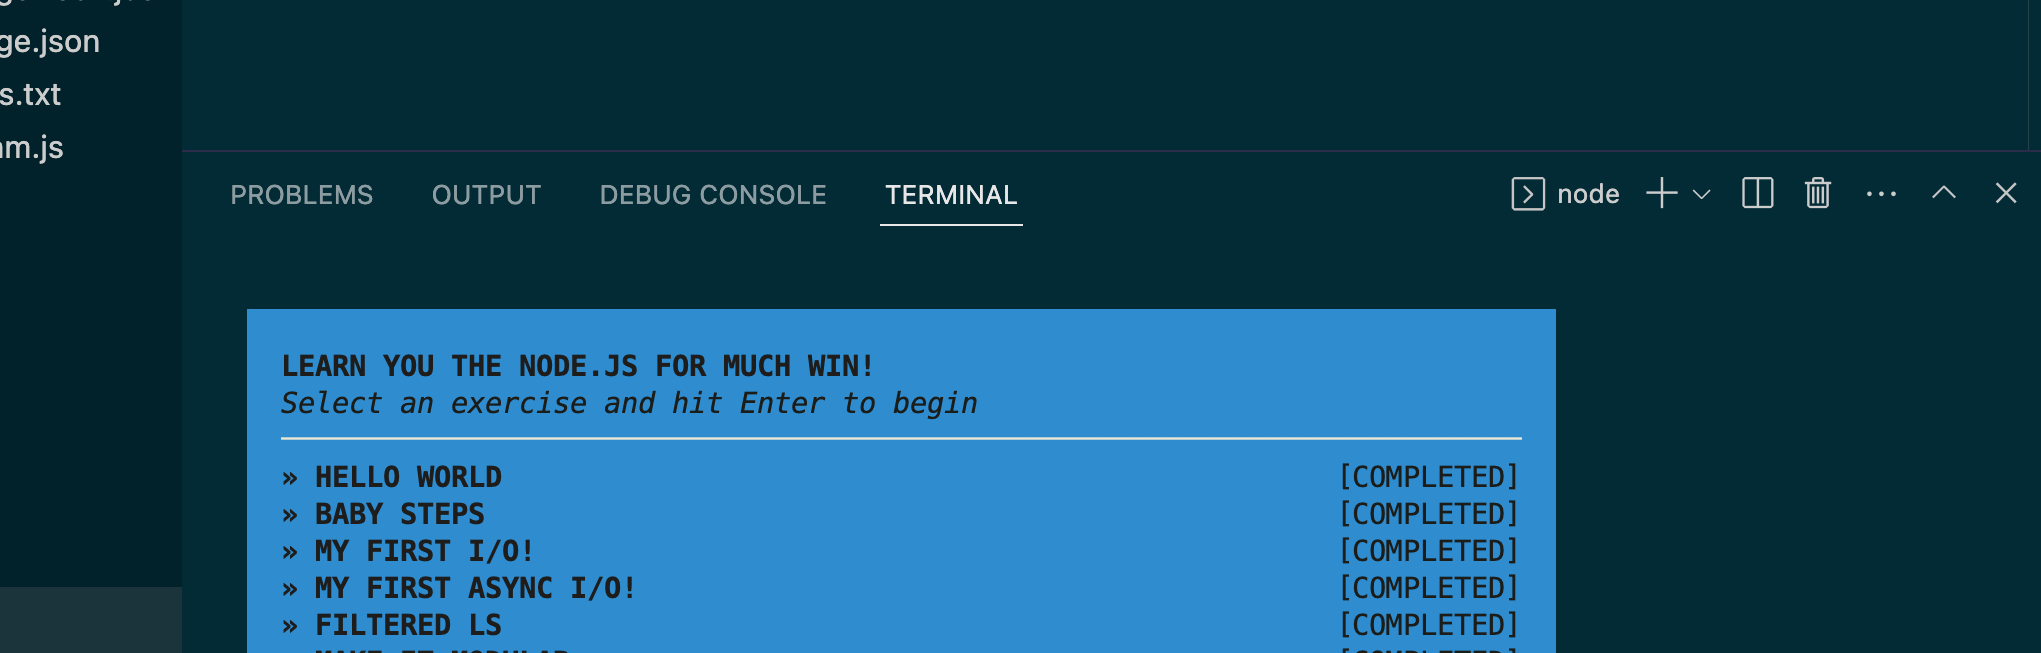 ge.json
s.txt
m.js
PROBLEMS OUTPUT DEBUG CONSOLE TERMINAL node
LEARN YOU THE NODE.JS FOR MUCH WIN!
Select an exercise and hit Enter to begin
» HELLO WORLD [COMPLETED]
» BABY STEPS [COMPLETED]
» MY FIRST I/O! [COMPLETED]
» MY FIRST ASYNC I/O! [COMPLETED]
» FILTERED LS [COMPLETED]